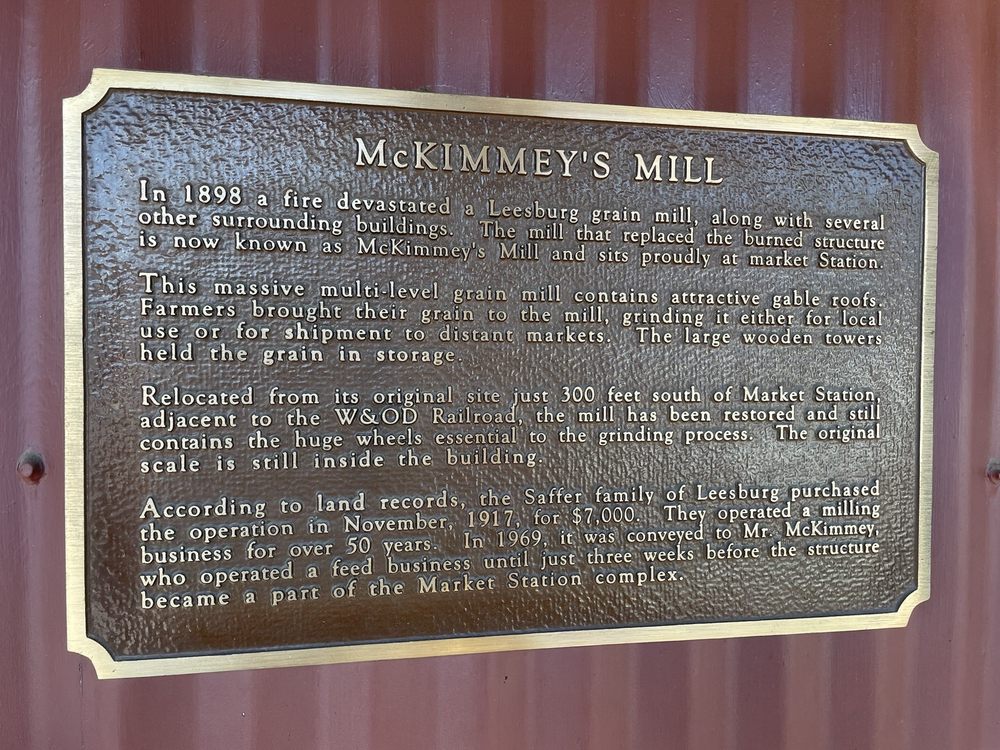 McKIMMEY'S MILL
In 1898 a fire devastated a Leesburg grain mill, along with several
other surrounding buildings. The mill that replaced the burned structure
is now known as McKimmey's Mill and sits proudly at market Station.
This massive multi-level grain mill contains attractive gable roofs.
Farmers brought their grain to the mill, grinding it either for local
use or for shipment to distant markets. The large wooden towers
held the grain in storage.
Relocated from its original site just 300 feet south of Market Station,
adjacent to the W&OD Railroad, the mill has been restored and still
contains the huge wheels essential to the grinding process. The original
scale is still inside the building.
According to land records, the Saffer family of Leesburg purchased
the operation in November, 1917, for $7,000. They operated a milling
business for over 50 years. In 1969, it was conveyed to Mr. McKimmey,
who operated a feed business until just three weeks before the structure
became a part of the Market Station complex.